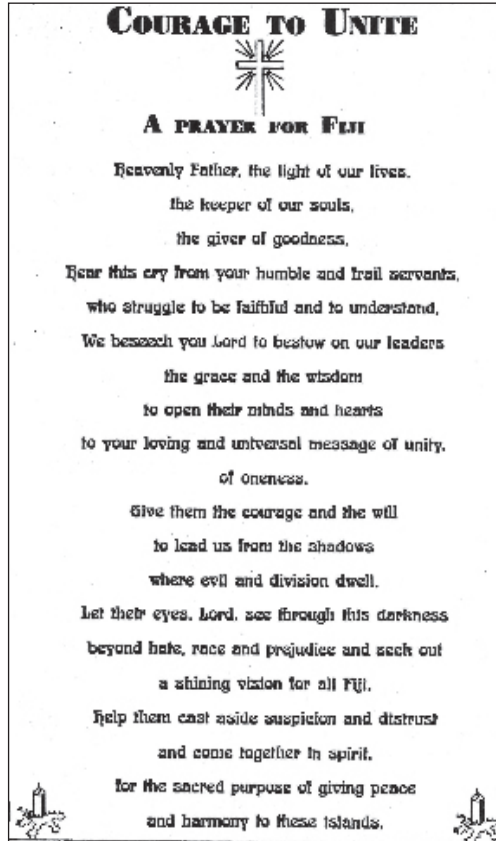 COURAGE TO UNITE
A PRAYER FOR FIJI
Heavenly Father, the light of our lives,
the keeper of our souls,
the giver of goodness,
Hear this cry from your humble and frail servants,
who struggle to be faithful and to understand,
We beseech you Lord to bestow on our leaders
the grace and the wisdom
to open their minds and hearts
to your loving and universal message of unity,
of oneness.
Give them the courage and the will
to lead us from the shadows
where evil and division dwell.
Let their eyes, Lord, see through this darkness
beyond hate, race and prejudice and seek out
a shining vision for all Fiji.
Help them cast aside suspicion and distrust
and come together in spirit,
for the sacred purpose of giving peace
and harmony to these islands.